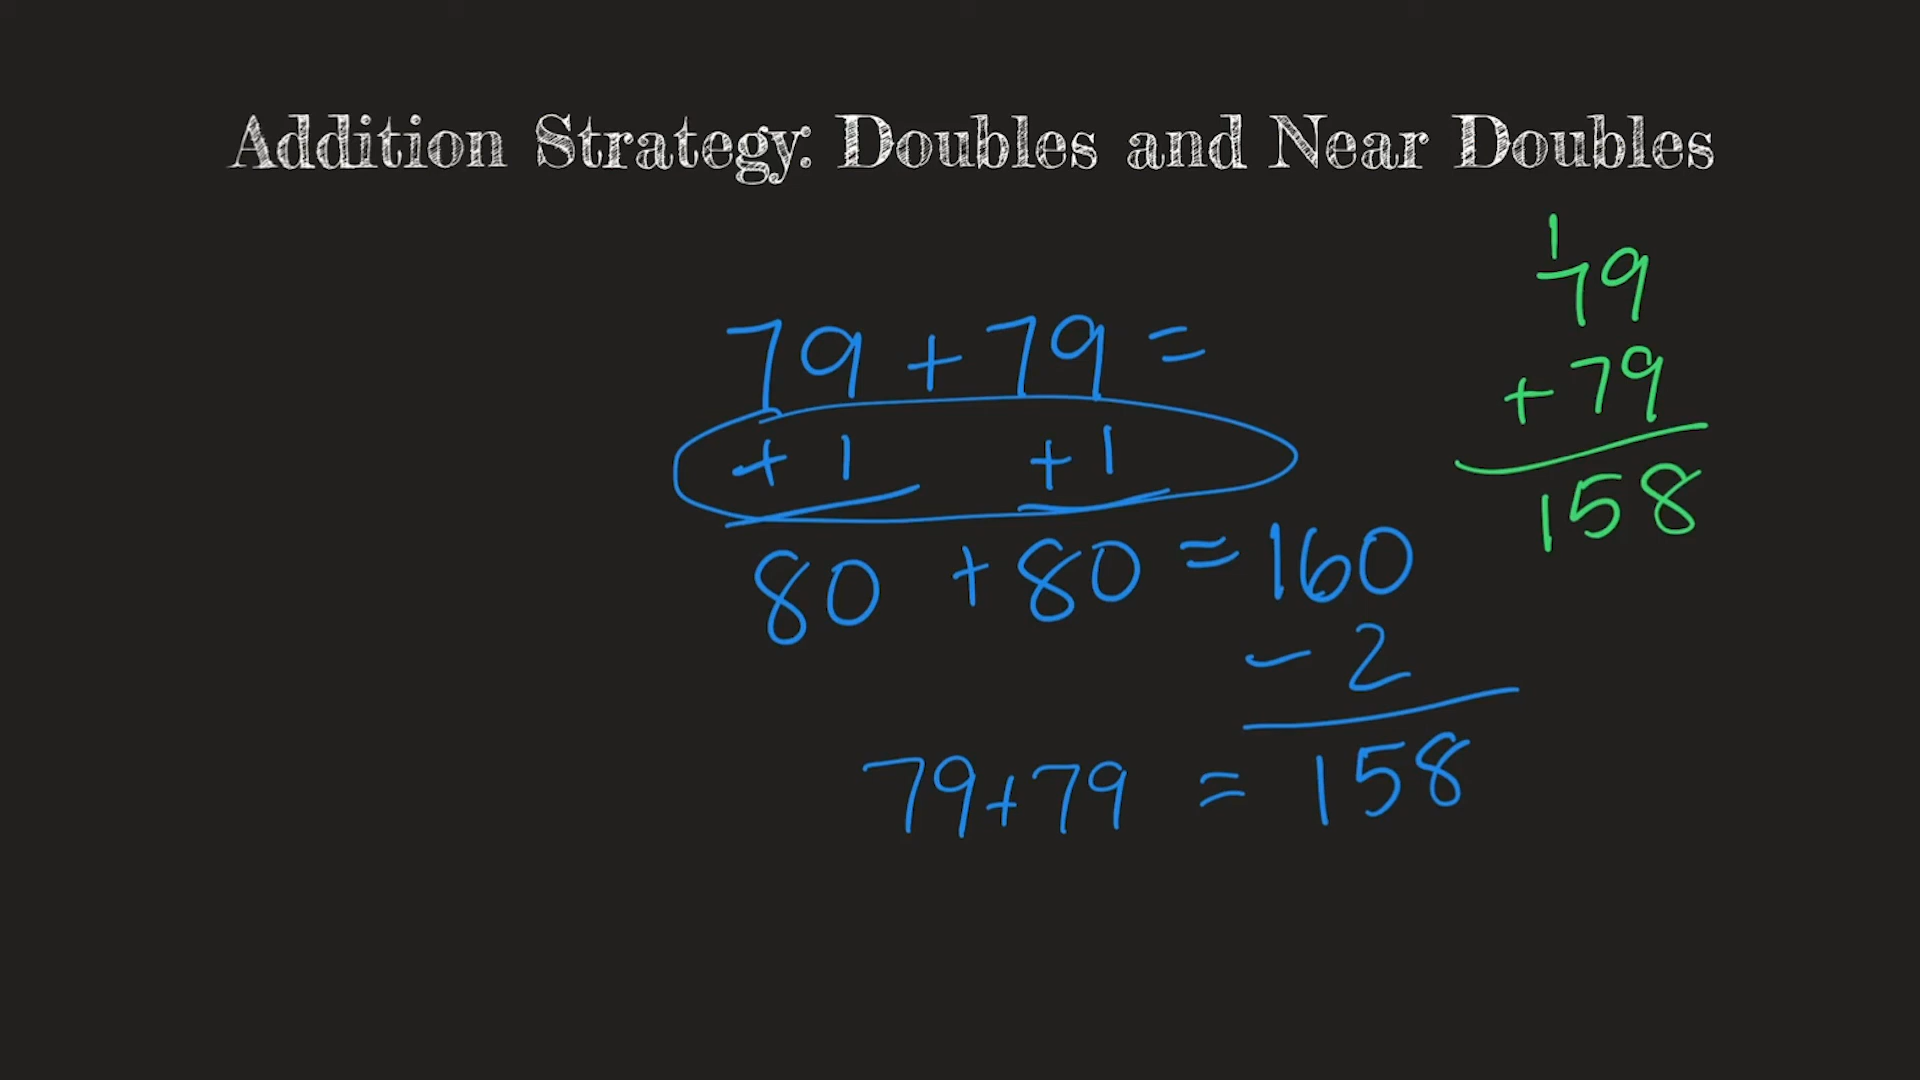 Addition Strategy: Doubles and Near Doubles
79 + 79 =
+ 1 + 1
80 + 80 = 160
- 2
79 + 79 = 158
1
79
+ 79
158